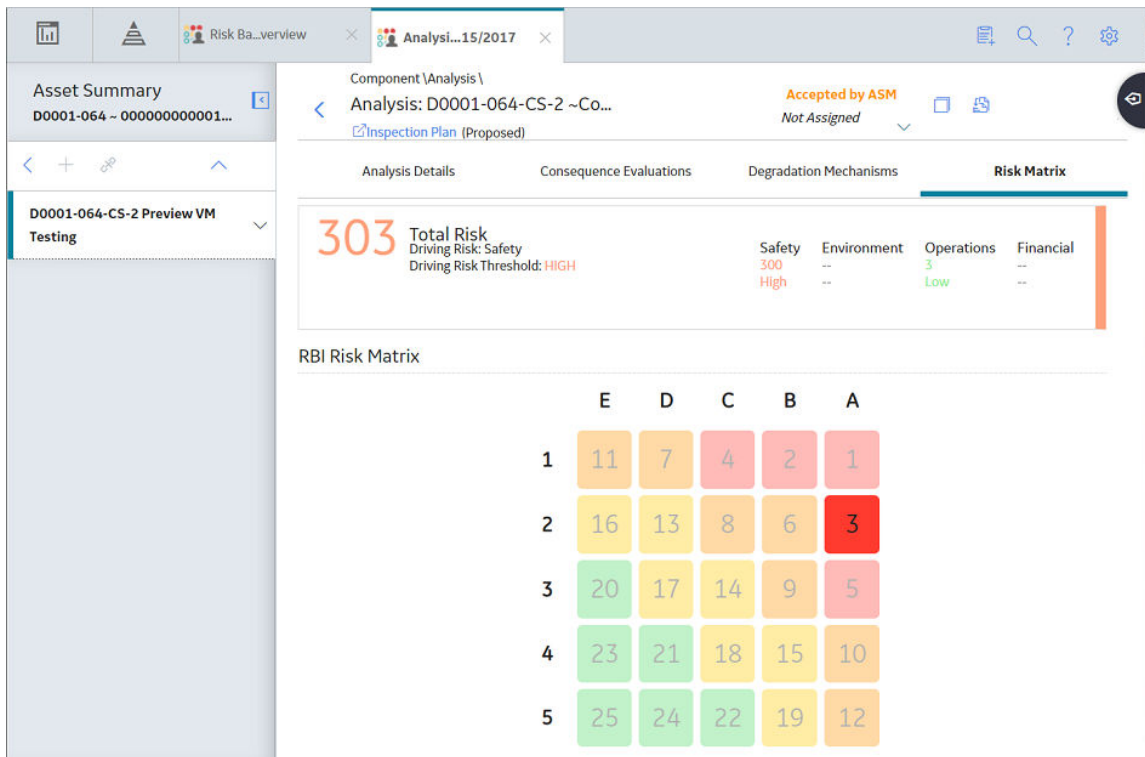 Risk Ba...verview
Analysi...15/2017
Asset Summary
D0001-064 ~ 000000000001...
D0001-064-CS-2 Preview VM
Testing
Component \Analysis \
Analysis: D0001-064-CS-2 ~Co...
Inspection Plan (Proposed)
Accepted by ASM
Not Assigned
Analysis Details Consequence Evaluations Degradation Mechanisms Risk Matrix
303
Total Risk
Driving Risk: Safety
Driving Risk Threshold: HIGH
Safety Environment Operations Financial
300 -- 3 --
High -- Low --
RBI Risk Matrix
E D C B A
1 11 7 4 2 1
2 16 13 8 6 3
3 20 17 14 9 5
4 23 21 18 15 10
5 25 24 22 19 12